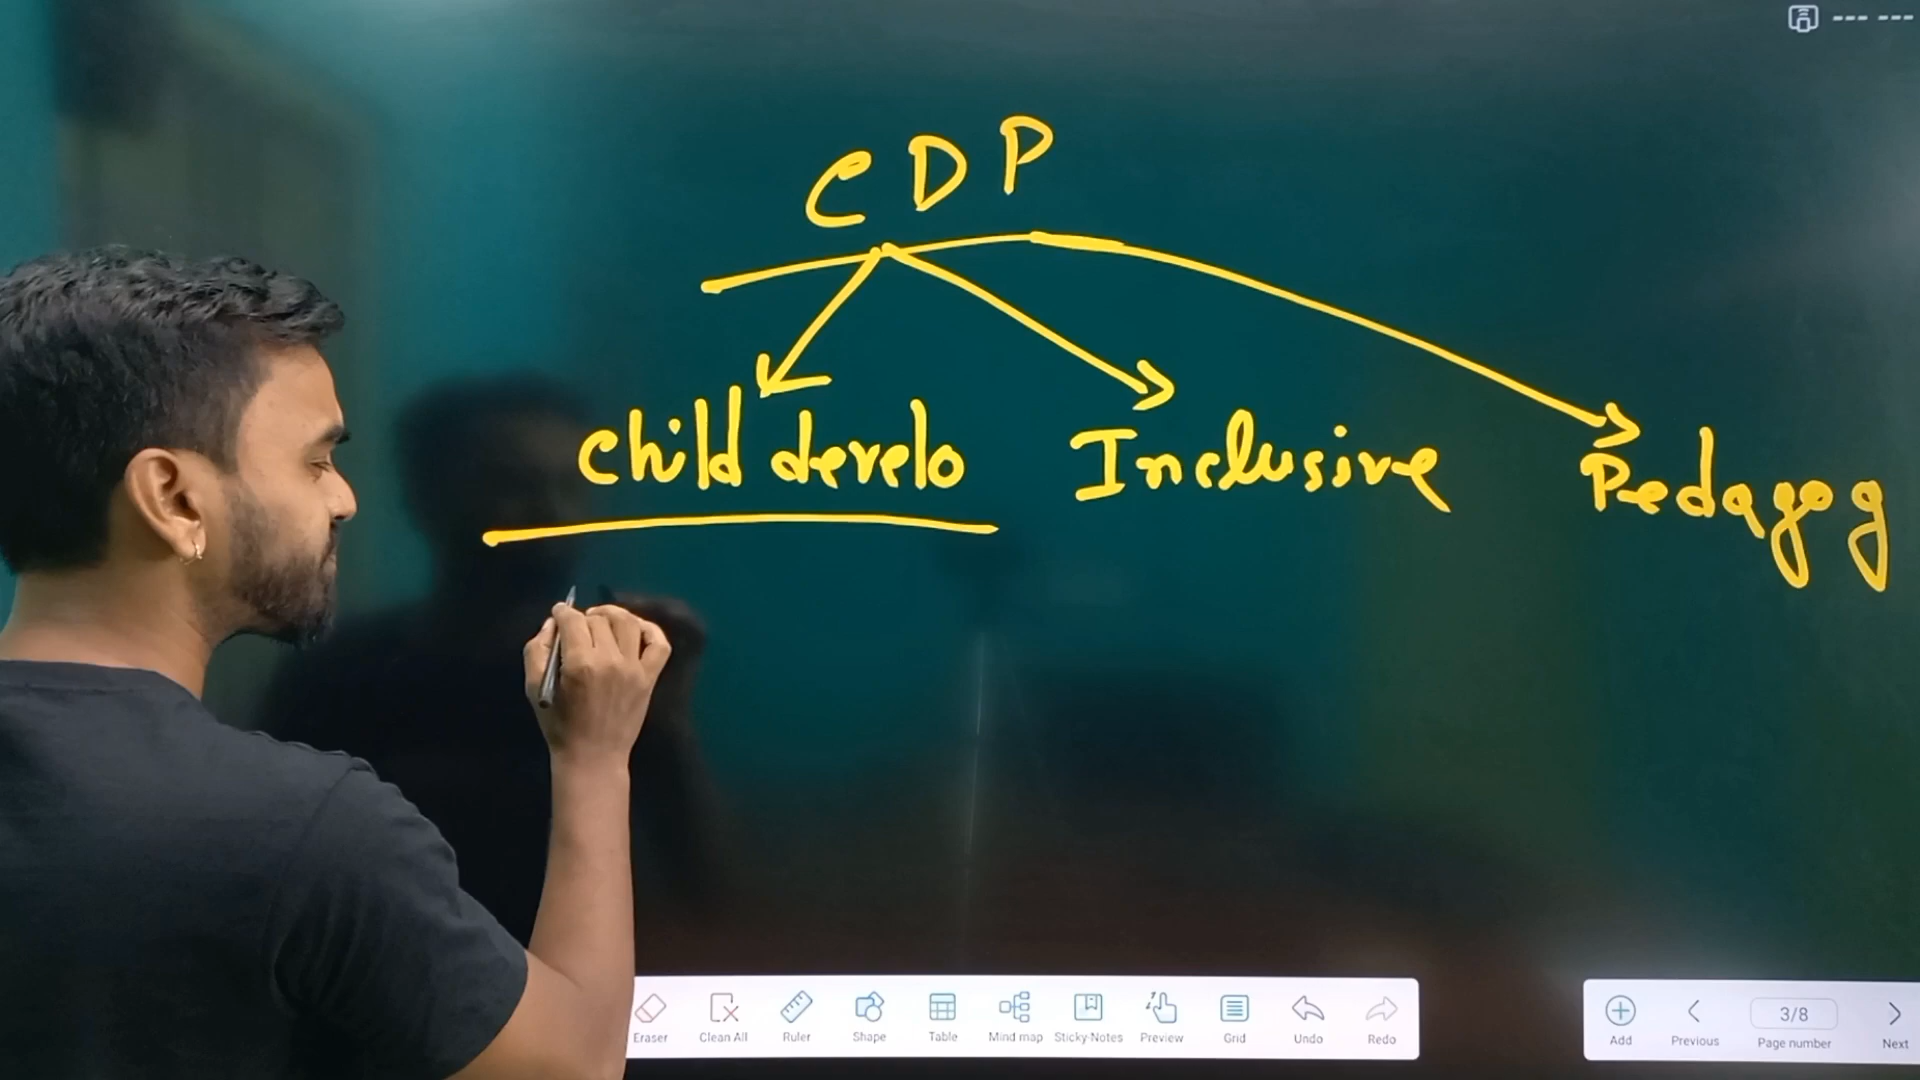 CDP
Child develo Inclusive Pedagog
Eraser Clean All Ruler Shape Table Mind map Sticky-Notes Preview Grid Undo Redo
Add Previous 3/8 Page number Next